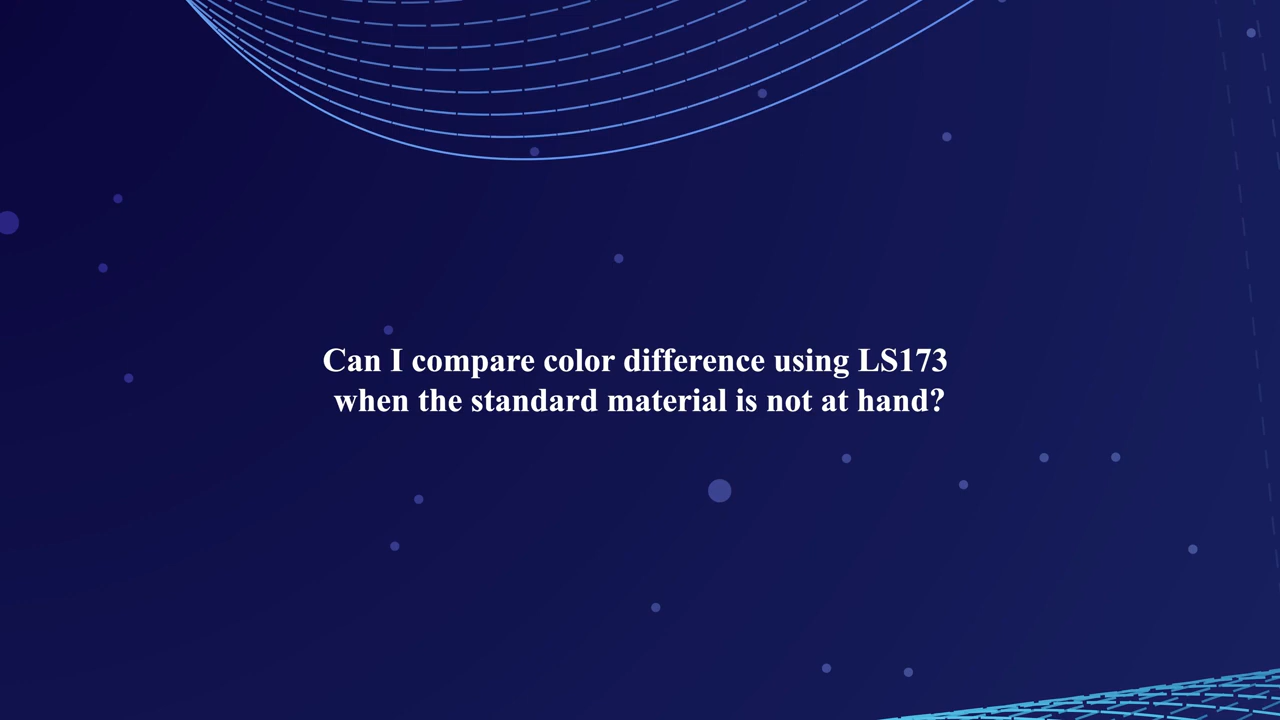 Can I compare color difference using LS173
when the standard material is not at hand?